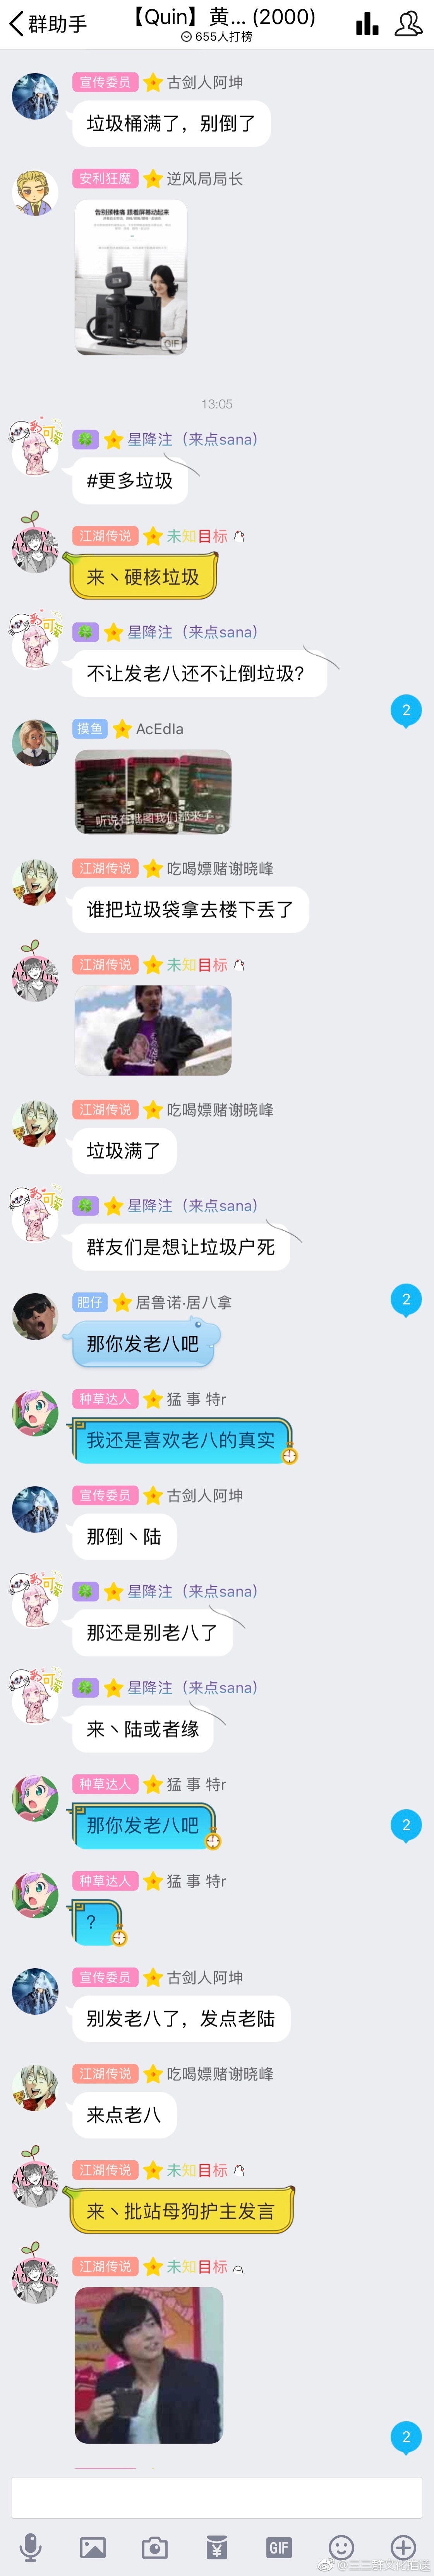 群助手
【Quin】黄... (2000)
655人打榜
宣传委员 古剑人阿坤
垃圾桶满了，别倒了
安利狂魔 逆风局局长
告别颈椎痛 跟着屏幕动起来
GIF
13:05
星降注（来点sana）
#更多垃圾
江湖传说 未知目标
来丶硬核垃圾
星降注（来点sana）
不让发老八还不让倒垃圾?
2
摸鱼 AcEdIa
听说有批图我们都来了
江湖传说 吃喝嫖赌谢晓峰
谁把垃圾袋拿去楼下丢了
江湖传说 未知目标
江湖传说 吃喝嫖赌谢晓峰
垃圾满了
星降注（来点sana）
群友们是想让垃圾户死
2
肥仔 居鲁诺·居八拿
那你发老八吧
种草达人 猛 事 特r
我还是喜欢老八的真实
宣传委员 古剑人阿坤
那倒丶陆
星降注（来点sana）
那还是别老八了
星降注（来点sana）
来丶陆或者缘
种草达人 猛 事 特r
那你发老八吧
2
种草达人 猛 事 特r
?
宣传委员 古剑人阿坤
别发老八了，发点老陆
江湖传说 吃喝嫖赌谢晓峰
来点老八
江湖传说 未知目标
来丶批站母狗护主发言
江湖传说 未知目标
2
GIF